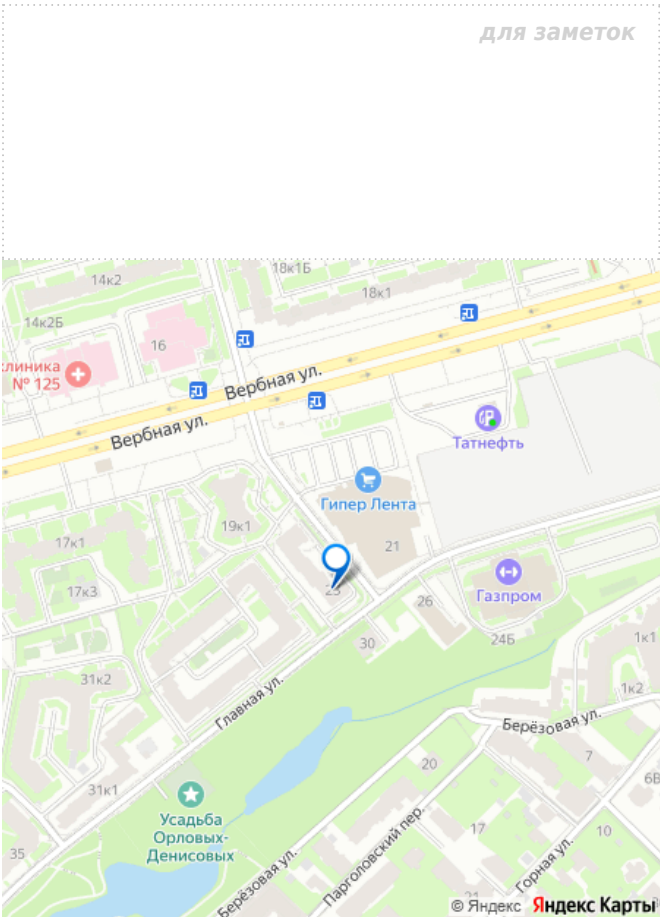 для заметок
18к1Б
14к2
18к1
14к2Б
16
клиника
№ 125
Вербная ул.
Вербная ул.
Татнефть
Гипер Лента
19к1
17к1
21
23
Газпром
17к3
26
30
24Б
1к1
31к2
1к2
Главная ул.
Берёзовая ул.
7
20
6В
31к1
Усадьба
Орловых-
Денисовых
Парголовский пер.
17
10
35
Берёзовая ул.
Горная ул.
21
© Яндекс Яндекс Карты